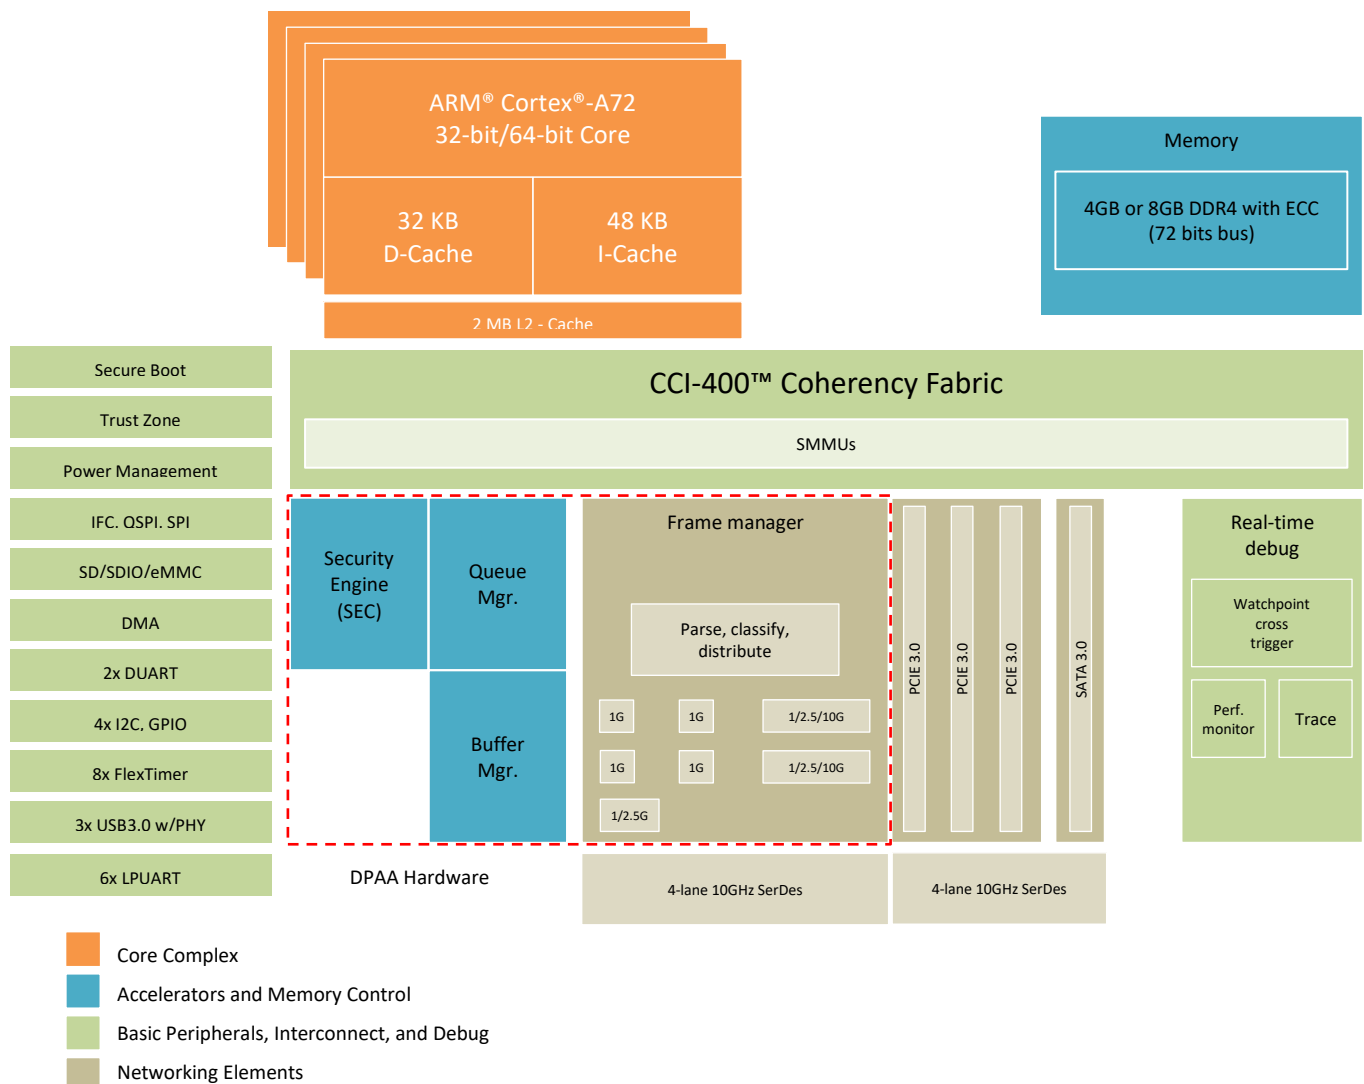 ARM® Cortex®-A72
32-bit/64-bit Core
32 KB
D-Cache
48 KB
I-Cache
2 MB L2 - Cache
Memory
4GB or 8GB DDR4 with ECC
(72 bits bus)
Secure Boot
Trust Zone
Power Management
IFC, QSPI, SPI
SD/SDIO/eMMC
DMA
2x DUART
4x I2C, GPIO
8x FlexTimer
3x USB3.0 w/PHY
6x LPUART
CCI-400™ Coherency Fabric
SMMUs
Security
Engine
(SEC)
Queue
Mgr.
Buffer
Mgr.
DPAA Hardware
Frame manager
Parse, classify,
distribute
1G
1G
1/2.5/10G
1G
1G
1/2.5/10G
1/2.5G
4-lane 10GHz SerDes
PCIE 3.0
PCIE 3.0
PCIE 3.0
SATA 3.0
4-lane 10GHz SerDes
Real-time
debug
Watchpoint
cross
trigger
Perf.
monitor
Trace
Core Complex
Accelerators and Memory Control
Basic Peripherals, Interconnect, and Debug
Networking Elements